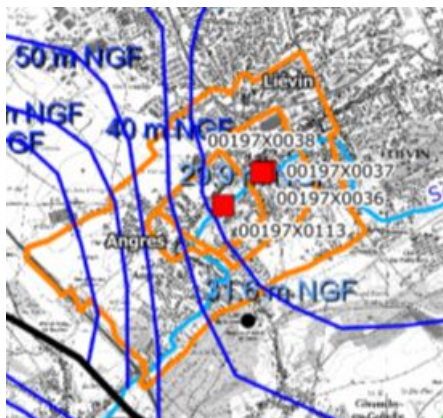 50 m NGF
Liévin
m NGF
GF
40 m NGF
00197X0038
00197X0037
00197X0036
Angres
00197X0113
31.6 m NGF